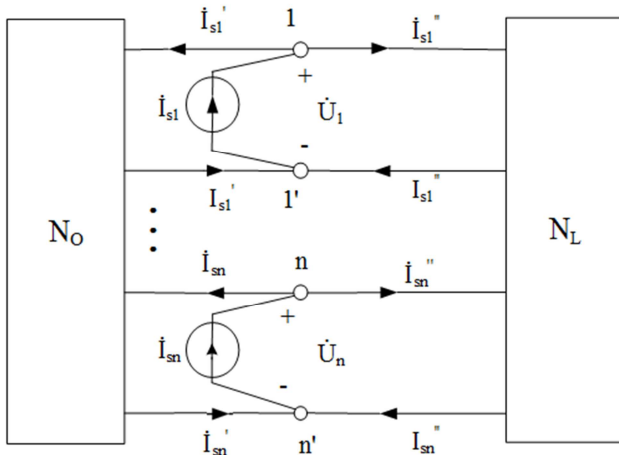 İs1' 1 İs1''
+
İs1 U̇1
-
Is1' 1' Is1''
NO NL
İsn n İsn''
+
İsn U̇n
-
İsn' n' Isn''